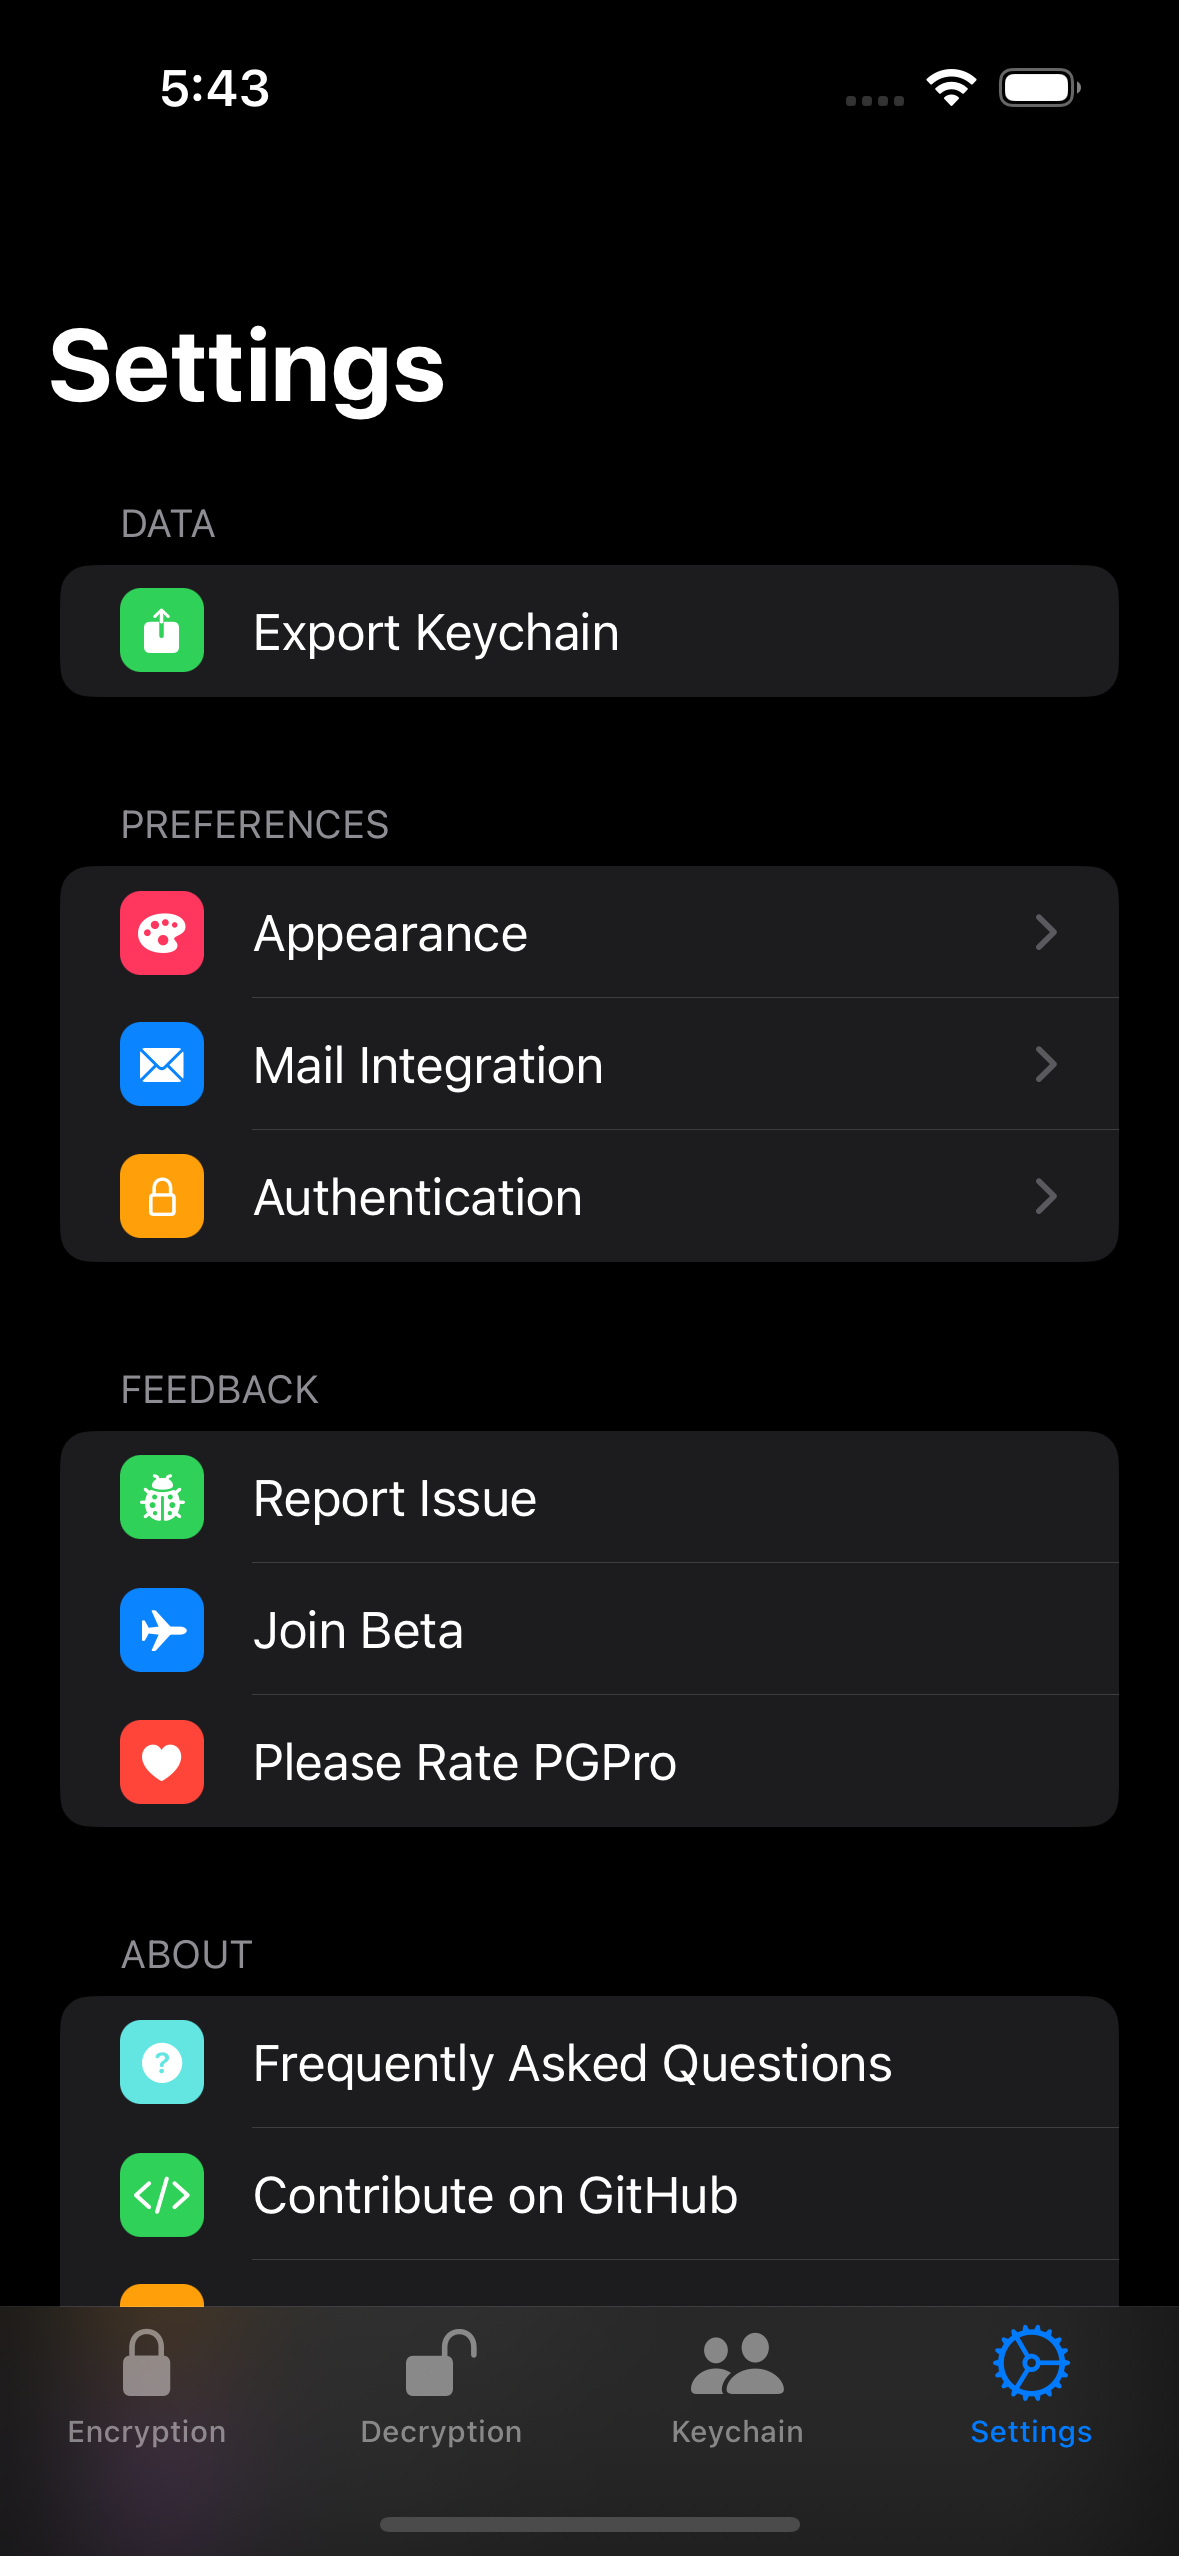 5:43
Settings
DATA
Export Keychain
PREFERENCES
Appearance
Mail Integration
Authentication
FEEDBACK
Report Issue
Join Beta
Please Rate PGPro
ABOUT
Frequently Asked Questions
Contribute on GitHub
Encryption
Decryption
Keychain
Settings